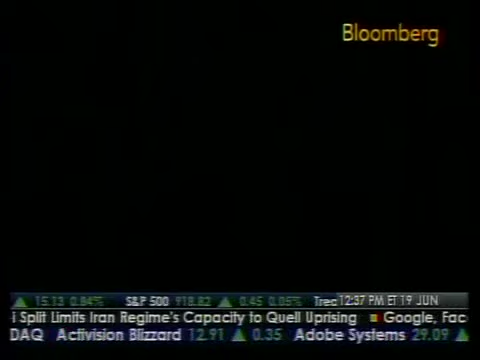 Bloomberg
▲ 15.13 0.84% S&P 500 918.82 ▲ 0.45 0.05% Trea 12:37 PM ET 19 JUN
i Split Limits Iran Regime's Capacity to Quell Uprising Google, Fac
DAQ Activision Blizzard 12.91 ▲ 0.35 Adobe Systems 29.09 ▲